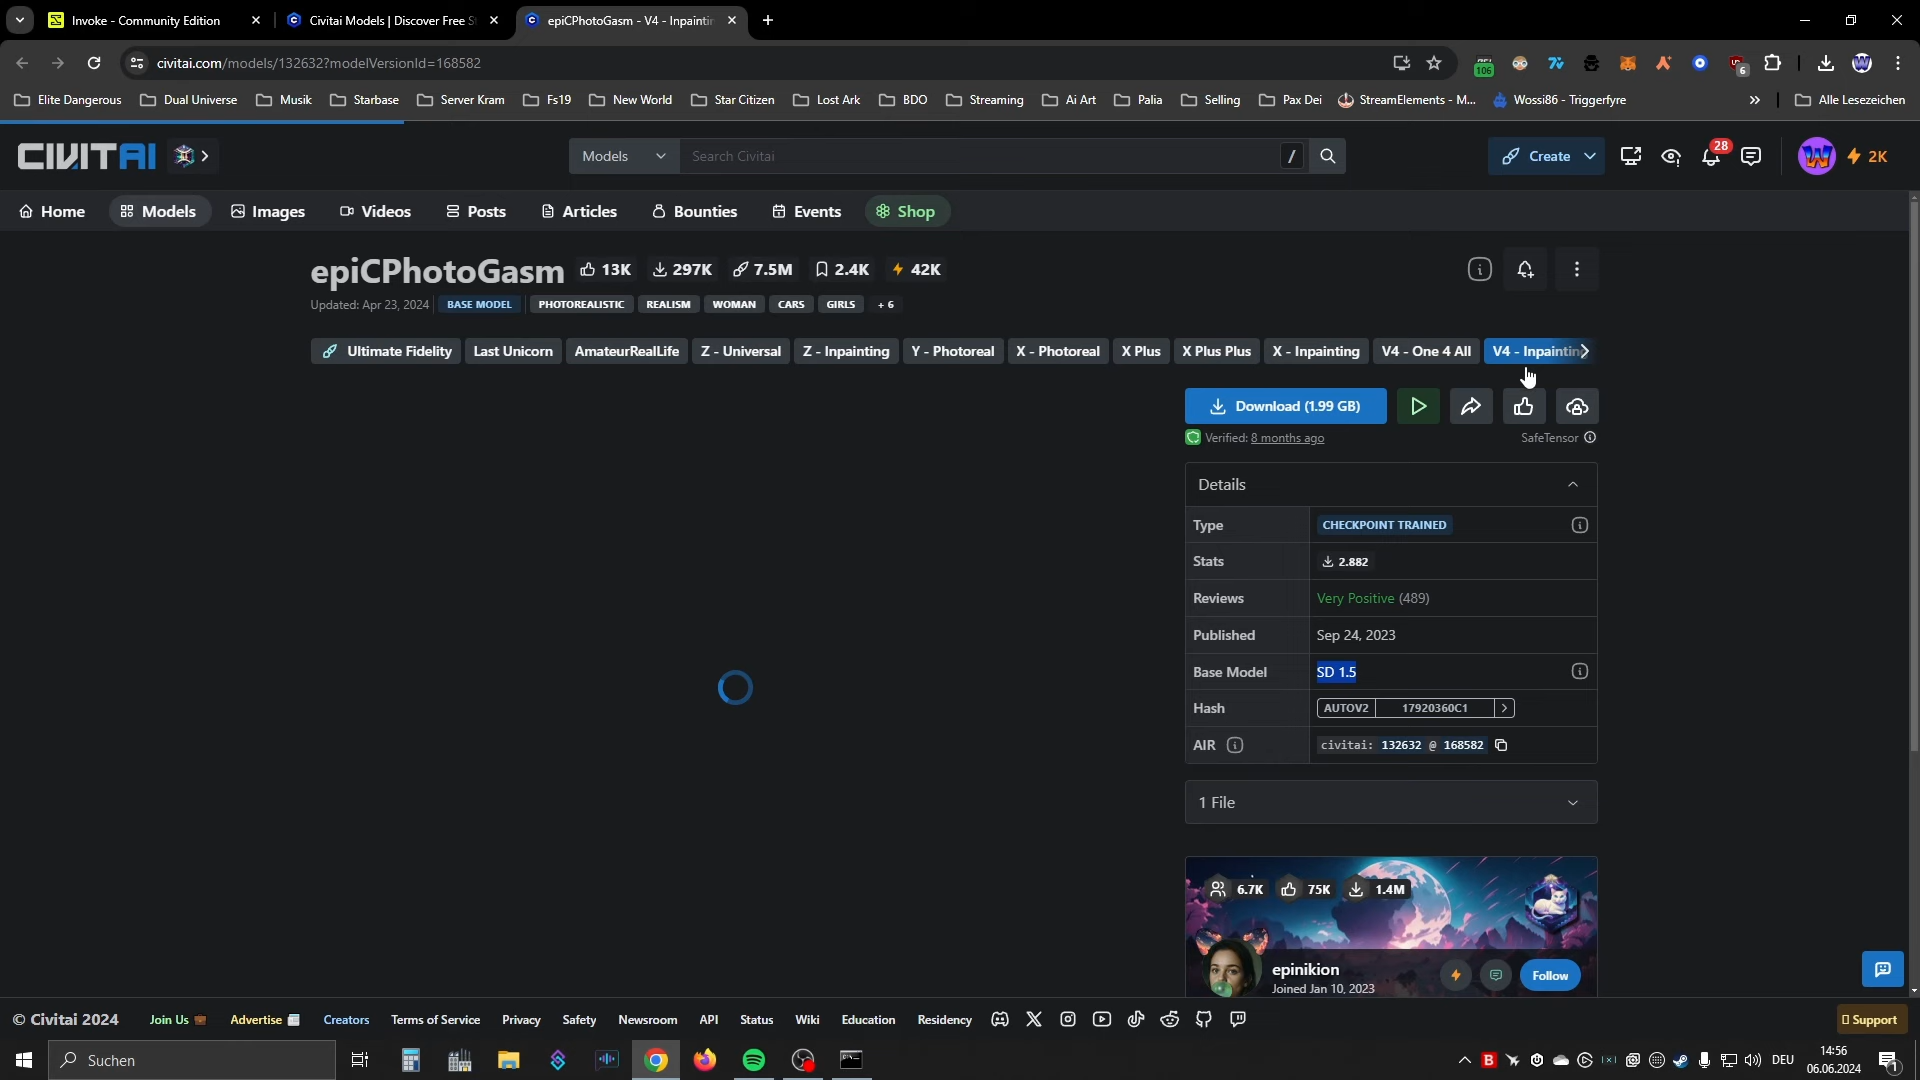 Invoke - Community Edition
Civitai Models | Discover Free S
epiCPhotoGasm - V4 - Inpaintin
civitai.com/models/132632?modelVersionId=168582
106
6
Elite Dangerous
Dual Universe
Musik
Starbase
Server Kram
Fs19
New World
Star Citizen
Lost Ark
BDO
Streaming
Ai Art
Palia
Selling
Pax Dei
StreamElements - M...
Wossi86 - Triggerfyre
Alle Lesezeichen
CIVITAI
Models
Search Civitai
/
Create
28
2K
Home
Models
Images
Videos
Posts
Articles
Bounties
Events
Shop
epiCPhotoGasm
13K
297K
7.5M
2.4K
42K
Updated: Apr 23, 2024
BASE MODEL
PHOTOREALISTIC
REALISM
WOMAN
CARS
GIRLS
+ 6
Ultimate Fidelity
Last Unicorn
AmateurRealLife
Z - Universal
Z - Inpainting
Y - Photoreal
X - Photoreal
X Plus
X Plus Plus
X - Inpainting
V4 - One 4 All
V4 - Inpainting
Download (1.99 GB)
Verified: 8 months ago
SafeTensor
Details
Type
CHECKPOINT TRAINED
Stats
2.882
Reviews
Very Positive (489)
Published
Sep 24, 2023
Base Model
SD 1.5
Hash
AUTOV2
17920360C1
AIR
civitai: 132632 @ 168582
1 File
6.7K
75K
1.4M
epinikion
Joined Jan 10, 2023
Follow
© Civitai 2024
Join Us
Advertise
Creators
Terms of Service
Privacy
Safety
Newsroom
API
Status
Wiki
Education
Residency
Support
Suchen
DEU
14:56
06.06.2024
1